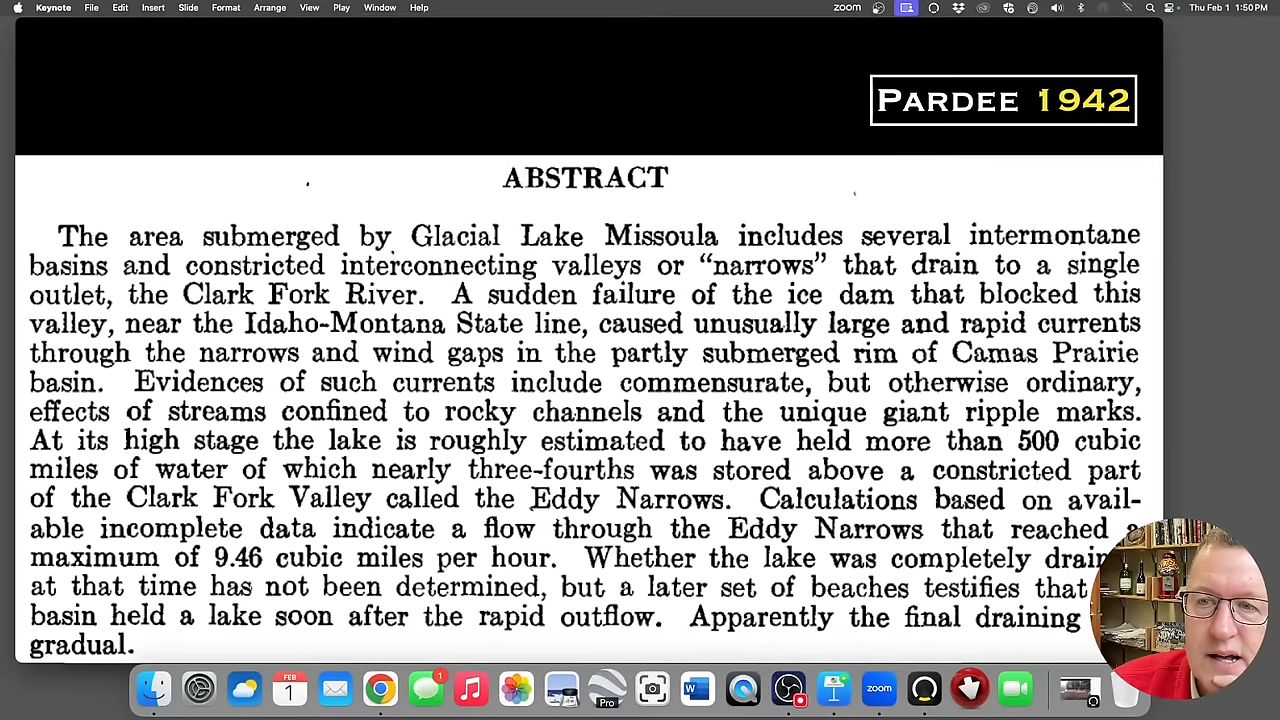 Keynote File Edit Insert Slide Format Arrange View Play Window Help zoom Thu Feb 1 1:50 PM
PARDEE 1942
ABSTRACT
The area submerged by Glacial Lake Missoula includes several intermontane
basins and constricted interconnecting valleys or “narrows” that drain to a single
outlet, the Clark Fork River. A sudden failure of the ice dam that blocked this
valley, near the Idaho-Montana State line, caused unusually large and rapid currents
through the narrows and wind gaps in the partly submerged rim of Camas Prairie
basin. Evidences of such currents include commensurate, but otherwise ordinary,
effects of streams confined to rocky channels and the unique giant ripple marks.
At its high stage the lake is roughly estimated to have held more than 500 cubic
miles of water of which nearly three-fourths was stored above a constricted part
of the Clark Fork Valley called the Eddy Narrows. Calculations based on avail-
able incomplete data indicate a flow through the Eddy Narrows that reached a
maximum of 9.46 cubic miles per hour. Whether the lake was completely drain
at that time has not been determined, but a later set of beaches testifies that
basin held a lake soon after the rapid outflow. Apparently the final draining
gradual.
FEB
1
1
Pro
W
zoom